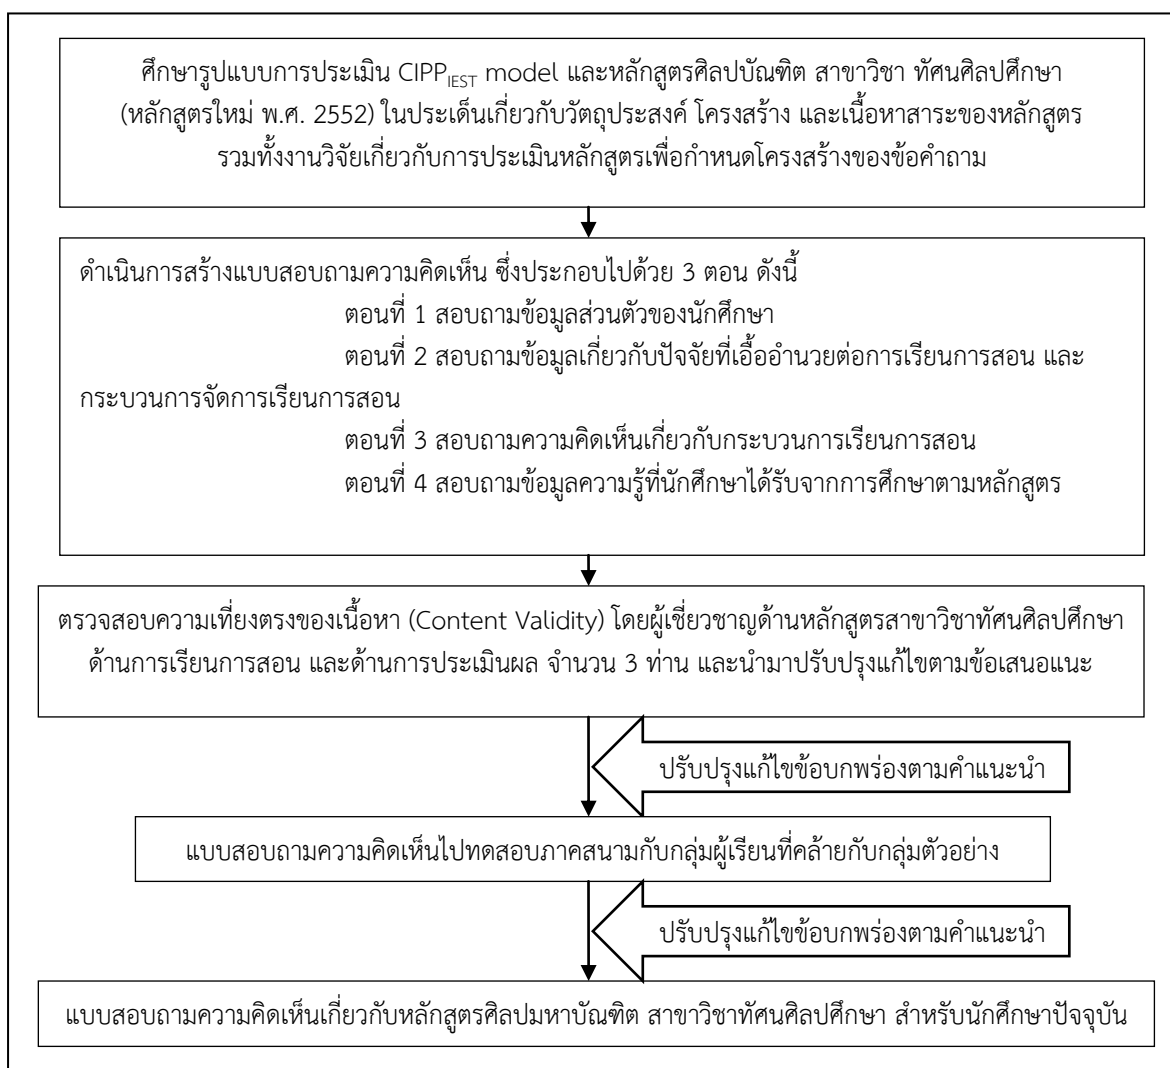 ศึกษารูปแบบการประเมิน CIPPIEST model และหลักสูตรศิลปบัณฑิต สาขาวิชา ทัศนศิลปศึกษา
(หลักสูตรใหม่ พ.ศ. 2552) ในประเด็นเกี่ยวกับวัตถุประสงค์ โครงสร้าง และเนื้อหาสาระของหลักสูตร
รวมทั้งงานวิจัยเกี่ยวกับการประเมินหลักสูตรเพื่อกำหนดโครงสร้างของข้อคำถาม
ดำเนินการสร้างแบบสอบถามความคิดเห็น ซึ่งประกอบไปด้วย 3 ตอน ดังนี้
ตอนที่ 1 สอบถามข้อมูลส่วนตัวของนักศึกษา
ตอนที่ 2 สอบถามข้อมูลเกี่ยวกับปัจจัยที่เอื้ออำนวยต่อการเรียนการสอน และ
กระบวนการจัดการเรียนการสอน
ตอนที่ 3 สอบถามความคิดเห็นเกี่ยวกับกระบวนการเรียนการสอน
ตอนที่ 4 สอบถามข้อมูลความรู้ที่นักศึกษาได้รับจากการศึกษาตามหลักสูตร
ตรวจสอบความเที่ยงตรงของเนื้อหา (Content Validity) โดยผู้เชี่ยวชาญด้านหลักสูตรสาขาวิชาทัศนศิลปศึกษา
ด้านการเรียนการสอน และด้านการประเมินผล จำนวน 3 ท่าน และนำมาปรับปรุงแก้ไขตามข้อเสนอแนะ
ปรับปรุงแก้ไขข้อบกพร่องตามคำแนะนำ
แบบสอบถามความคิดเห็นไปทดสอบภาคสนามกับกลุ่มผู้เรียนที่คล้ายกับกลุ่มตัวอย่าง
ปรับปรุงแก้ไขข้อบกพร่องตามคำแนะนำ
แบบสอบถามความคิดเห็นเกี่ยวกับหลักสูตรศิลปมหาบัณฑิต สาขาวิชาทัศนศิลปศึกษา สำหรับนักศึกษาปัจจุบัน